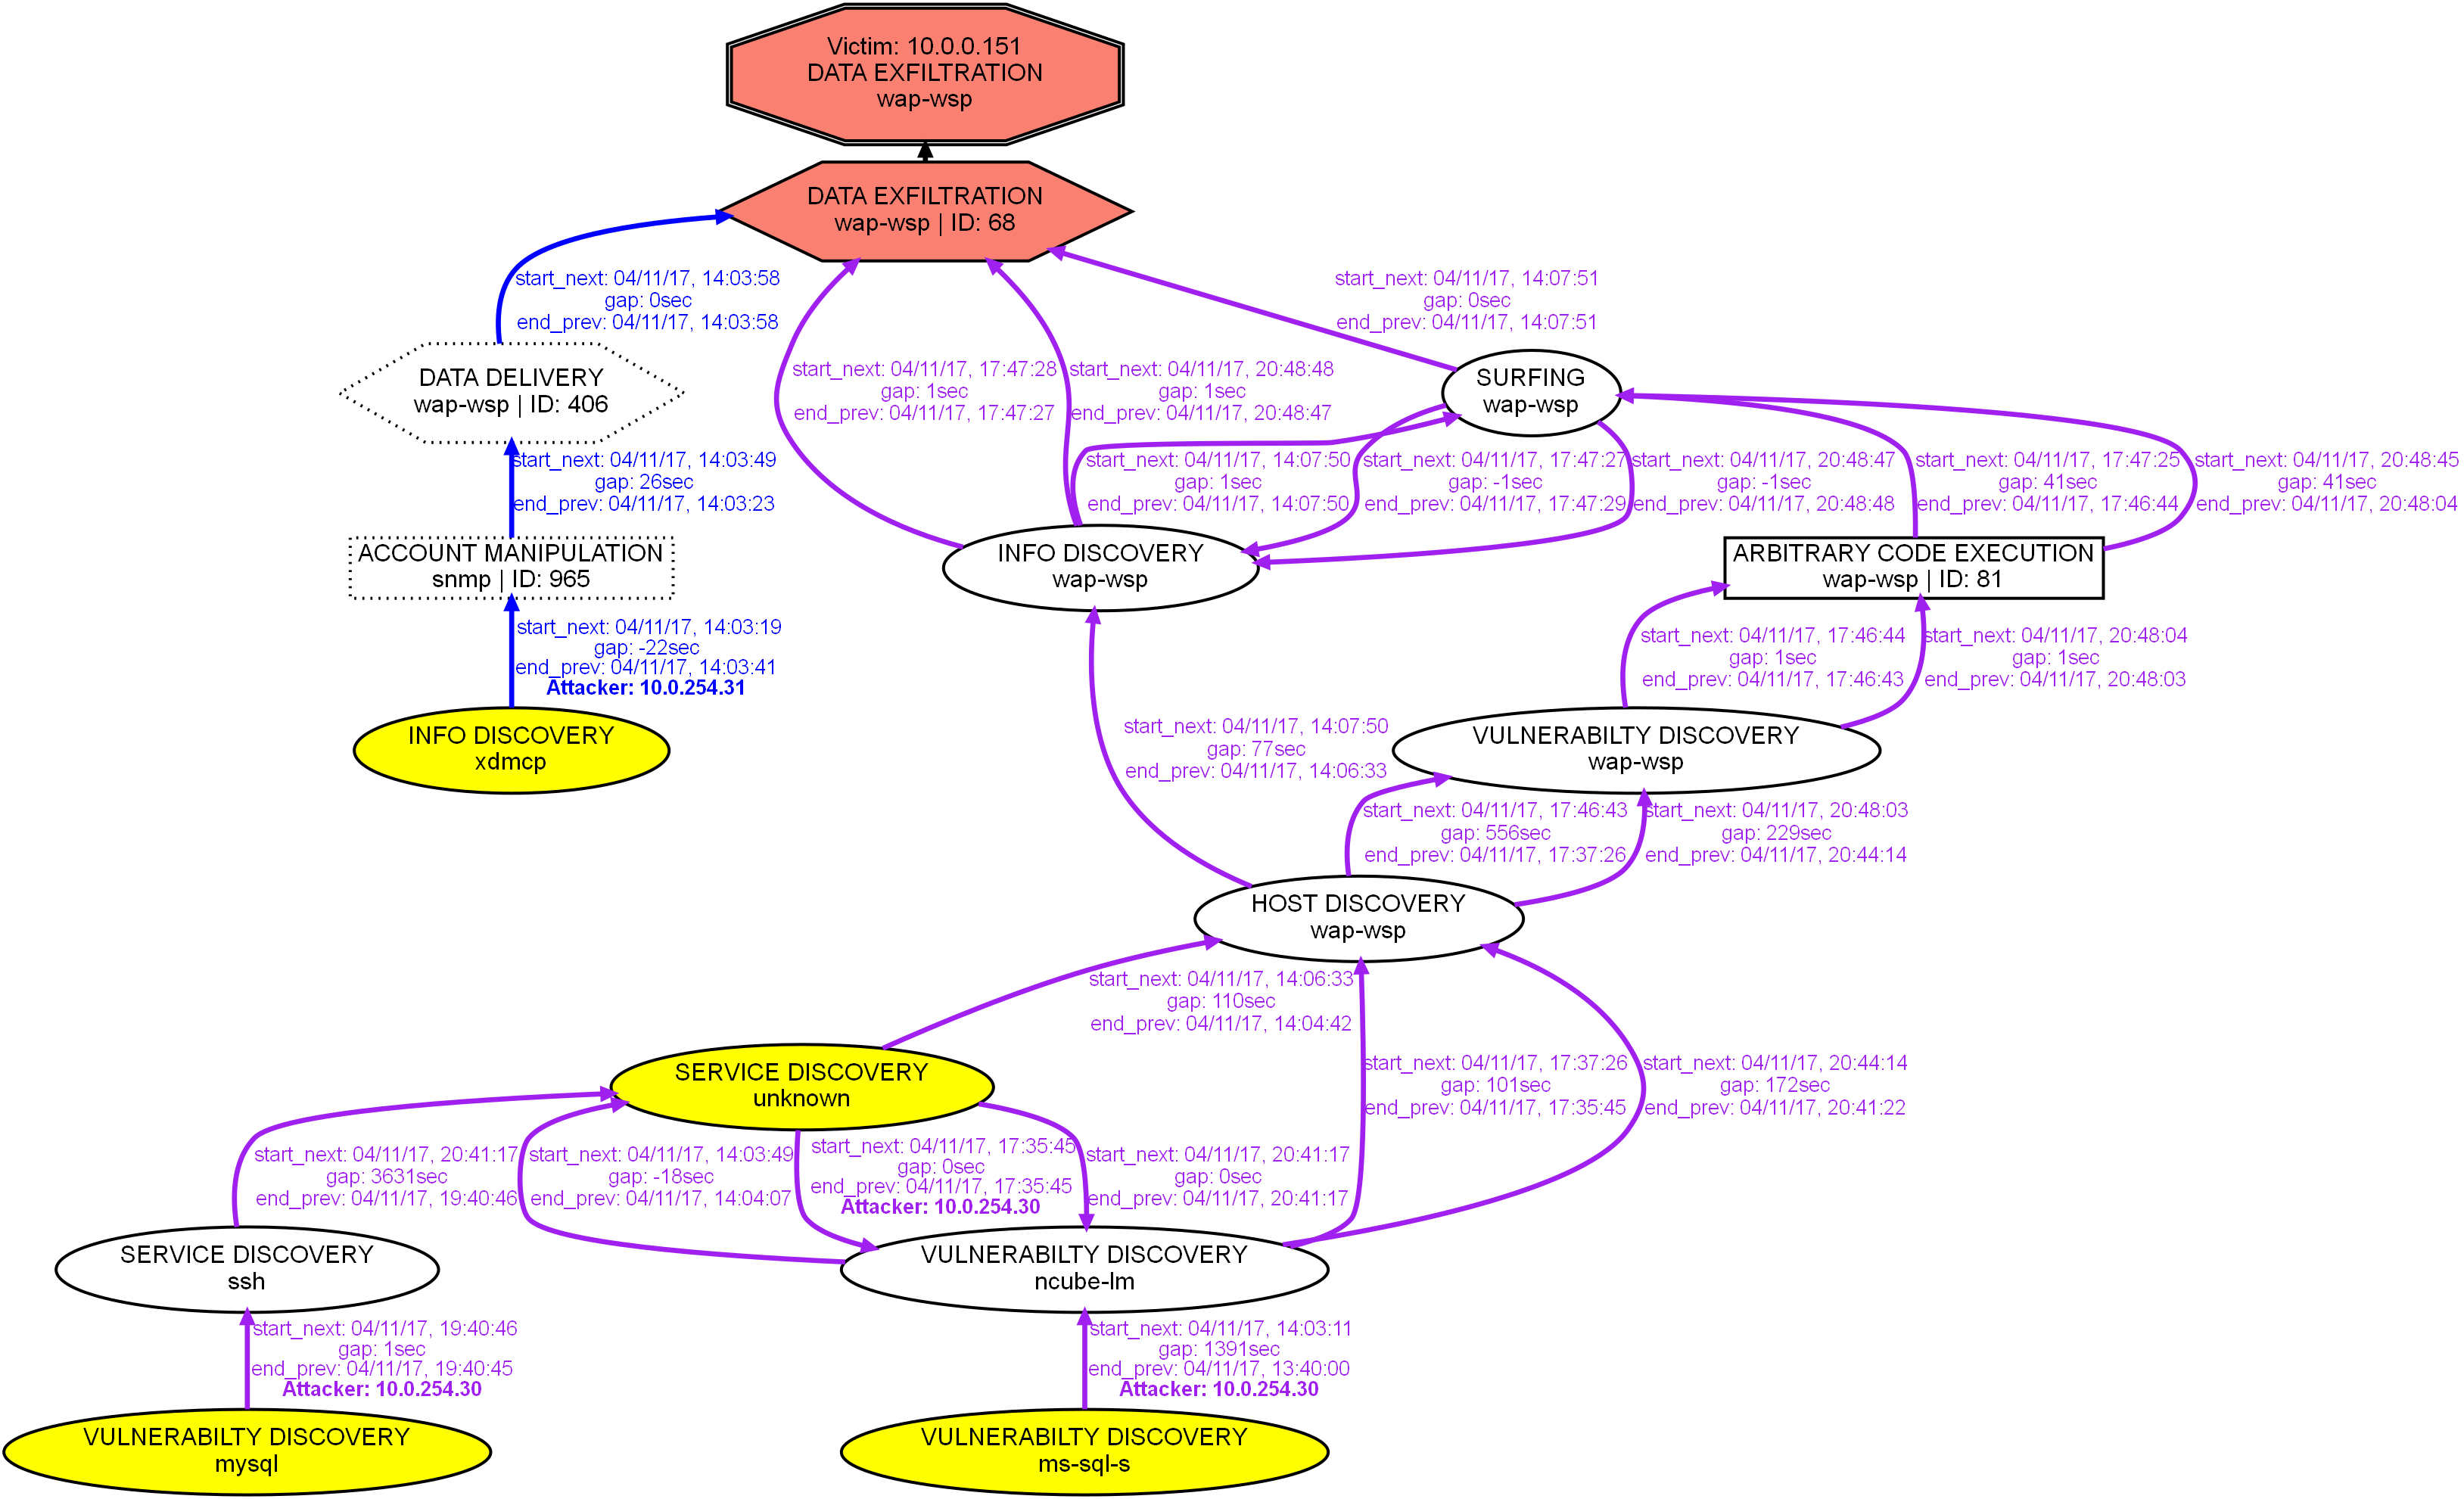 Victim: 10.0.0.151
DATA EXFILTRATION
wap-wsp
DATA EXFILTRATION
wap-wsp | ID: 68
start_next: 04/11/17, 14:03:58
gap: 0sec
end_prev: 04/11/17, 14:03:58
start_next: 04/11/17, 14:07:51
gap: 0sec
end_prev: 04/11/17, 14:07:51
DATA DELIVERY
wap-wsp | ID: 406
start_next: 04/11/17, 17:47:28
gap: 1sec
end_prev: 04/11/17, 17:47:27
start_next: 04/11/17, 20:48:48
gap: 1sec
end_prev: 04/11/17, 20:48:47
SURFING
wap-wsp
start_next: 04/11/17, 14:03:49
gap: 26sec
end_prev: 04/11/17, 14:03:23
start_next: 04/11/17, 14:07:50
gap: 1sec
end_prev: 04/11/17, 14:07:50
start_next: 04/11/17, 17:47:27
gap: -1sec
end_prev: 04/11/17, 17:47:29
start_next: 04/11/17, 20:48:47
gap: -1sec
end_prev: 04/11/17, 20:48:48
start_next: 04/11/17, 17:47:25
gap: 41sec
end_prev: 04/11/17, 17:46:44
start_next: 04/11/17, 20:48:45
gap: 41sec
end_prev: 04/11/17, 20:48:04
ACCOUNT MANIPULATION
snmp | ID: 965
INFO DISCOVERY
wap-wsp
ARBITRARY CODE EXECUTION
wap-wsp | ID: 81
start_next: 04/11/17, 14:03:19
gap: -22sec
end_prev: 04/11/17, 14:03:41
Attacker: 10.0.254.31
start_next: 04/11/17, 17:46:44
gap: 1sec
end_prev: 04/11/17, 17:46:43
start_next: 04/11/17, 20:48:04
gap: 1sec
end_prev: 04/11/17, 20:48:03
INFO DISCOVERY
xdmcp
start_next: 04/11/17, 14:07:50
gap: 77sec
end_prev: 04/11/17, 14:06:33
VULNERABILTY DISCOVERY
wap-wsp
start_next: 04/11/17, 17:46:43
gap: 556sec
end_prev: 04/11/17, 17:37:26
start_next: 04/11/17, 20:48:03
gap: 229sec
end_prev: 04/11/17, 20:44:14
HOST DISCOVERY
wap-wsp
start_next: 04/11/17, 14:06:33
gap: 110sec
end_prev: 04/11/17, 14:04:42
SERVICE DISCOVERY
unknown
start_next: 04/11/17, 17:37:26
gap: 101sec
end_prev: 04/11/17, 17:35:45
start_next: 04/11/17, 20:44:14
gap: 172sec
end_prev: 04/11/17, 20:41:22
start_next: 04/11/17, 20:41:17
gap: 3631sec
end_prev: 04/11/17, 19:40:46
start_next: 04/11/17, 14:03:49
gap: -18sec
end_prev: 04/11/17, 14:04:07
start_next: 04/11/17, 17:35:45
gap: 0sec
end_prev: 04/11/17, 17:35:45
Attacker: 10.0.254.30
start_next: 04/11/17, 20:41:17
gap: 0sec
end_prev: 04/11/17, 20:41:17
SERVICE DISCOVERY
ssh
VULNERABILTY DISCOVERY
ncube-lm
start_next: 04/11/17, 19:40:46
gap: 1sec
end_prev: 04/11/17, 19:40:45
Attacker: 10.0.254.30
start_next: 04/11/17, 14:03:11
gap: 1391sec
end_prev: 04/11/17, 13:40:00
Attacker: 10.0.254.30
VULNERABILTY DISCOVERY
mysql
VULNERABILTY DISCOVERY
ms-sql-s